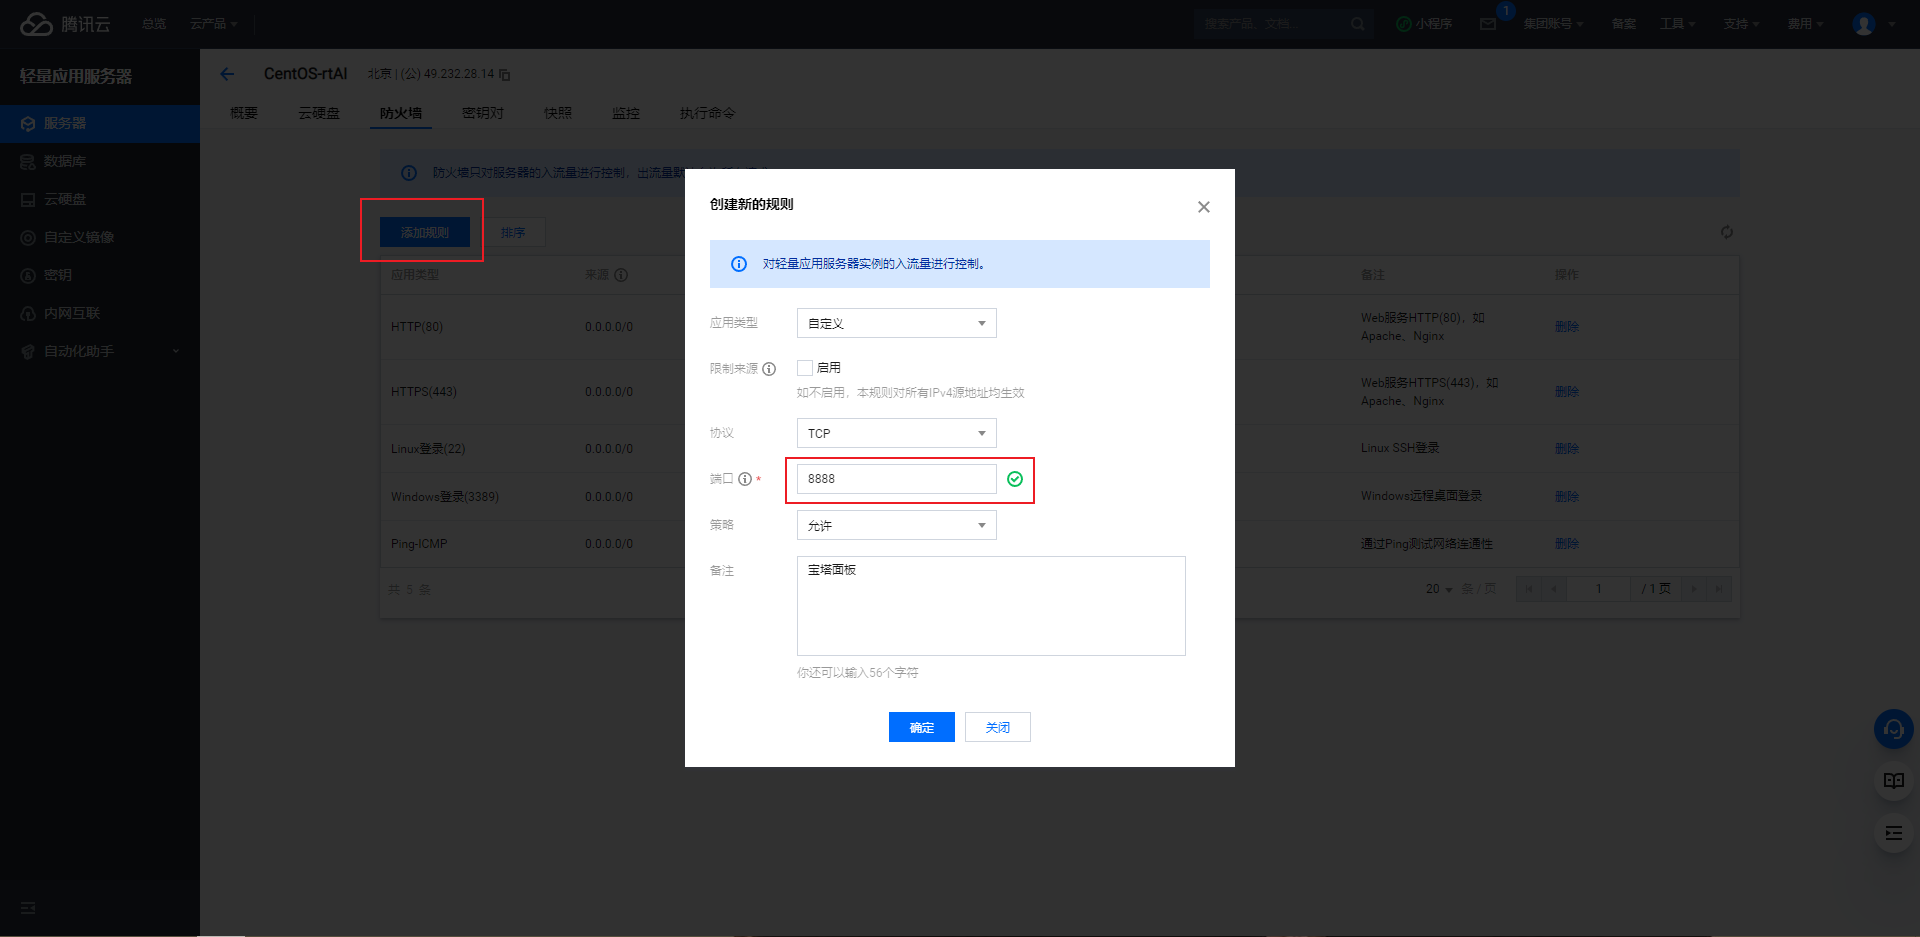 腾讯云
总览
云产品
搜索产品、文档...
小程序
1
集团账号
备案
工具
支持
费用
轻量应用服务器
服务器
数据库
云硬盘
自定义镜像
密钥
内网互联
自动化助手
CentOS-rtAI
北京 | (公) 49.232.28.14
概要
云硬盘
防火墙
密钥对
快照
监控
执行命令
防火墙只对服务器的入流量进行控制，出流量
添加规则
排序
应用类型
来源
备注
操作
HTTP(80)
0.0.0.0/0
Web服务HTTP(80)，如
Apache、Nginx
删除
HTTPS(443)
0.0.0.0/0
Web服务HTTPS(443)，如
Apache、Nginx
删除
Linux登录(22)
0.0.0.0/0
Linux SSH登录
删除
Windows登录(3389)
0.0.0.0/0
Windows远程桌面登录
删除
Ping-ICMP
0.0.0.0/0
通过Ping测试网络连通性
删除
共 5 条
20
条 / 页
1
/ 1 页
创建新的规则
对轻量应用服务器实例的入流量进行控制。
应用类型
自定义
限制来源
启用
如不启用，本规则对所有IPv4源地址均生效
协议
TCP
端口 *
8888
策略
允许
备注
宝塔面板
你还可以输入56个字符
确定
关闭